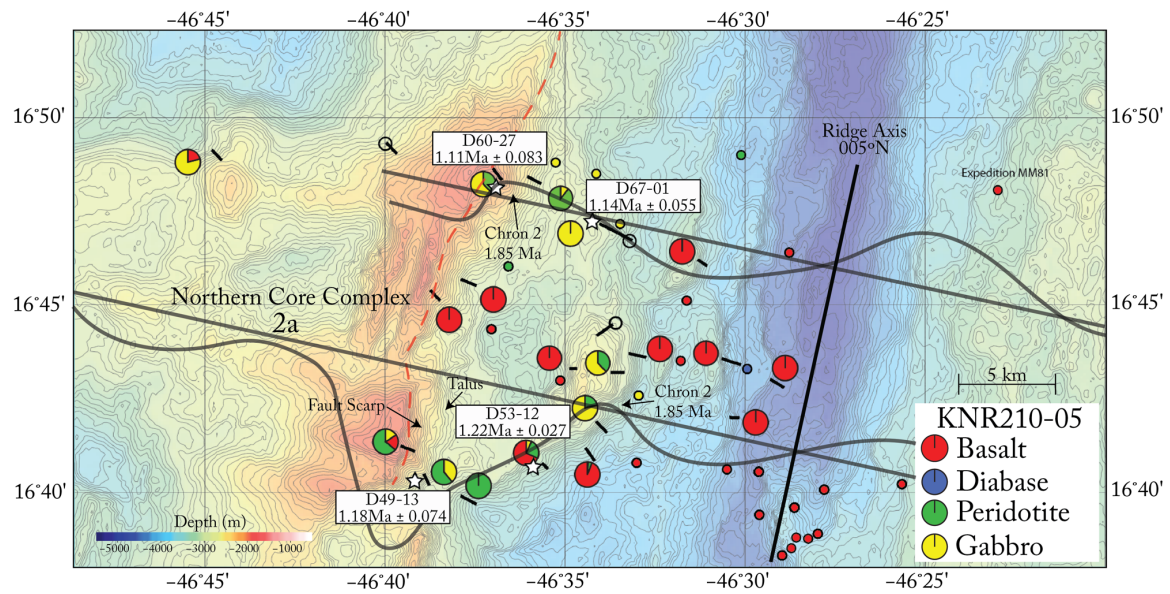 -46°45' -46°40' -46°35' -46°30' -46°25'
16°50' 16°50'
D60-27
1.11Ma ± 0.083
Ridge Axis
005°N
Expedition MM81
D67-01
1.14Ma ± 0.055
Chron 2
1.85 Ma
16°45' 16°45'
Northern Core Complex
2a
Talus
5 km
Fault Scarp
Chron 2
1.85 Ma
D53-12
1.22Ma ± 0.027
KNR210-05
Basalt
Diabase
Peridotite
Gabbro
16°40' 16°40'
D49-13
1.18Ma ± 0.074
Depth (m)
-5000 -4000 -3000 -2000 -1000
-46°45' -46°40' -46°35' -46°30' -46°25'